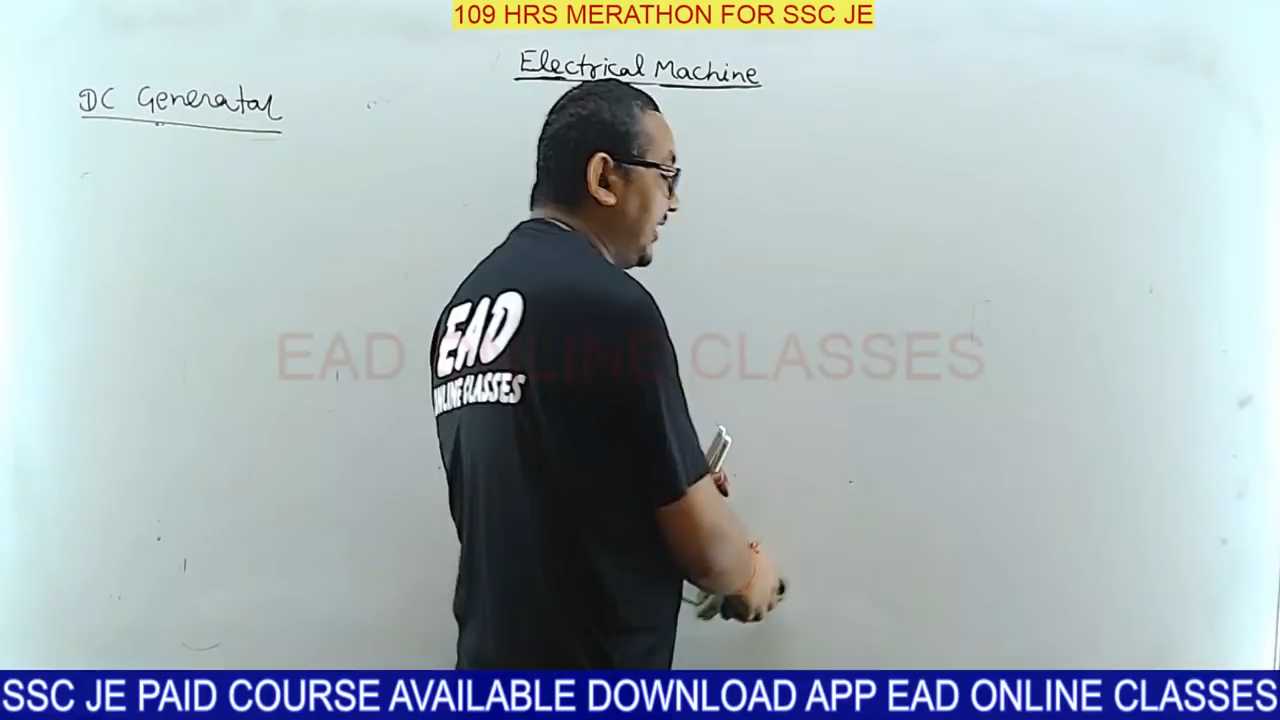 109 HRS MERATHON FOR SSC JE
Electrical Machine
DC Generator
EAD
ONLINE CLASSES
EAD ONLINE CLASSES
SSC JE PAID COURSE AVAILABLE DOWNLOAD APP EAD ONLINE CLASSES